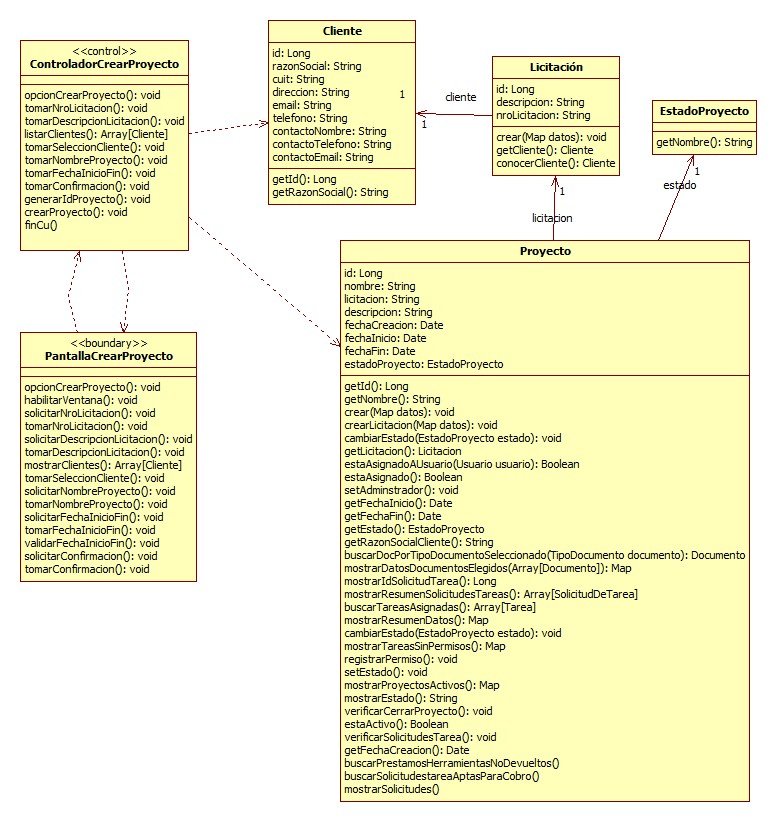 <<control>>
ControladorCrearProyecto
opcionCrearProyecto(): void
tomarNroLicitacion(): void
tomarDescripcionLicitacion(): void
listarClientes(): Array[Cliente]
tomarSeleccionCliente(): void
tomarNombreProyecto(): void
tomarFechaInicioFin(): void
tomarConfirmacion(): void
generarIdProyecto(): void
crearProyecto(): void
finCu()
Cliente
id: Long
razonSocial: String
cuit: String
direccion: String
email: String
telefono: String
contactoNombre: String
contactoTelefono: String
contactoEmail: String
getId(): Long
getRazonSocial(): String
1
cliente
1
Licitación
id: Long
descripcion: String
nroLicitacion: String
crear(Map datos): void
getCliente(): Cliente
conocerCliente(): Cliente
EstadoProyecto
getNombre(): String
1
estado
1
licitacion
<<boundary>>
PantallaCrearProyecto
opcionCrearProyecto(): void
habilitarVentana(): void
solicitarNroLicitacion(): void
tomarNroLicitacion(): void
solicitarDescripcionLicitacion(): void
tomarDescripcionLicitacion(): void
mostrarClientes(): Array[Cliente]
tomarSeleccionCliente(): void
solicitarNombreProyecto(): void
tomarNombreProyecto(): void
solicitarFechaInicioFin(): void
tomarFechaInicioFin(): void
validarFechaInicioFin(): void
solicitarConfirmacion(): void
tomarConfirmacion(): void
Proyecto
id: Long
nombre: String
licitacion: String
descripcion: String
fechaCreacion: Date
fechaInicio: Date
fechaFin: Date
estadoProyecto: EstadoProyecto
getId(): Long
getNombre(): String
crear(Map datos): void
crearLicitacion(Map datos): void
cambiarEstado(EstadoProyecto estado): void
getLicitacion(): Licitacion
estaAsignadoAUsuario(Usuario usuario): Boolean
estaAsignado(): Boolean
setAdminstrador(): void
getFechaInicio(): Date
getFechaFin(): Date
getEstado(): EstadoProyecto
getRazonSocialCliente(): String
buscarDocPorTipoDocumentoSeleccionado(TipoDocumento documento): Documento
mostrarDatosDocumentosElegidos(Array[Documento]): Map
mostrarIdSolicitudTarea(): Long
mostrarResumenSolicitudesTareas(): Array[SolicitudDeTarea]
buscarTareasAsignadas(): Array[Tarea]
mostrarResumenDatos(): Map
cambiarEstado(EstadoProyecto estado): void
mostrarTareasSinPermisos(): Map
registrarPermiso(): void
setEstado(): void
mostrarProyectosActivos(): Map
mostrarEstado(): String
verificarCerrarProyecto(): void
estaActivo(): Boolean
verificarSolicitudesTarea(): void
getFechaCreacion(): Date
buscarPrestamosHerramientasNoDevueltos()
buscarSolicitudestareaAptasParaCobro()
mostrarSolicitudes()